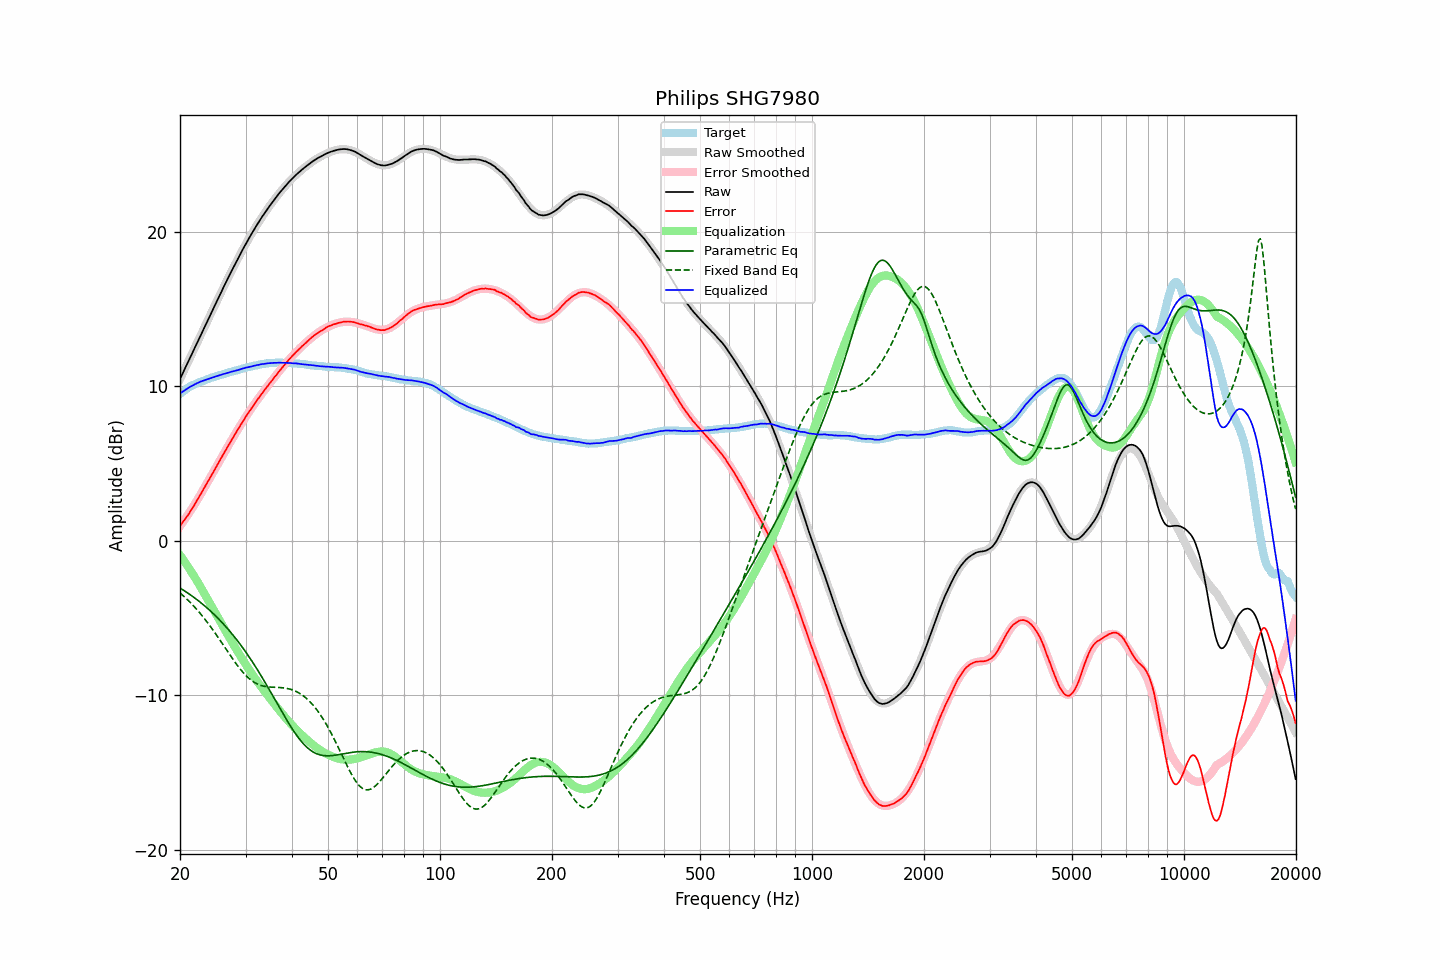 Philips SHG7980
Target
Raw Smoothed
Error Smoothed
Raw
Error
Equalization
Parametric Eq
Fixed Band Eq
Equalized
Amplitude (dBr)
20
10
0
−10
−20
20 50 100 200 500 1000 2000 5000 10000 20000
Frequency (Hz)